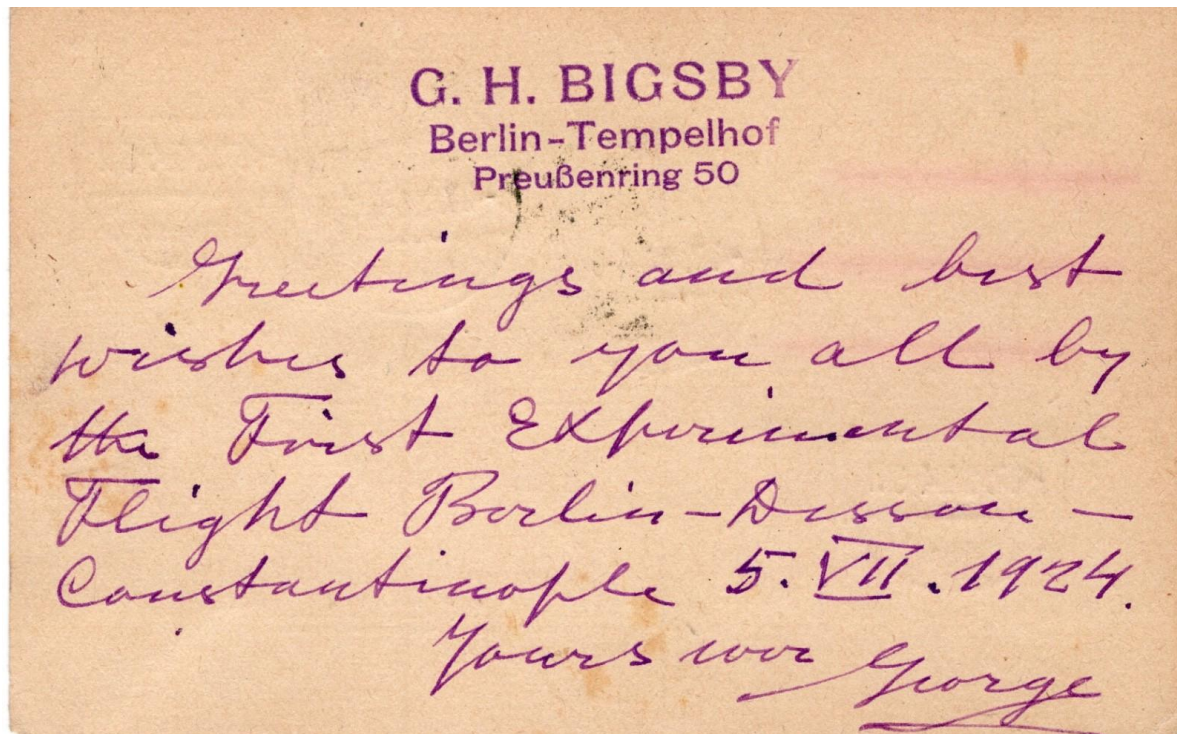 G. H. BIGSBY
Berlin-Tempelhof
Preußenring 50
Greetings and best
wishes to you all by
the First Experimental
Flight Berlin-Dessau-
Constantinople 5.VII.1924.
Yours ever George